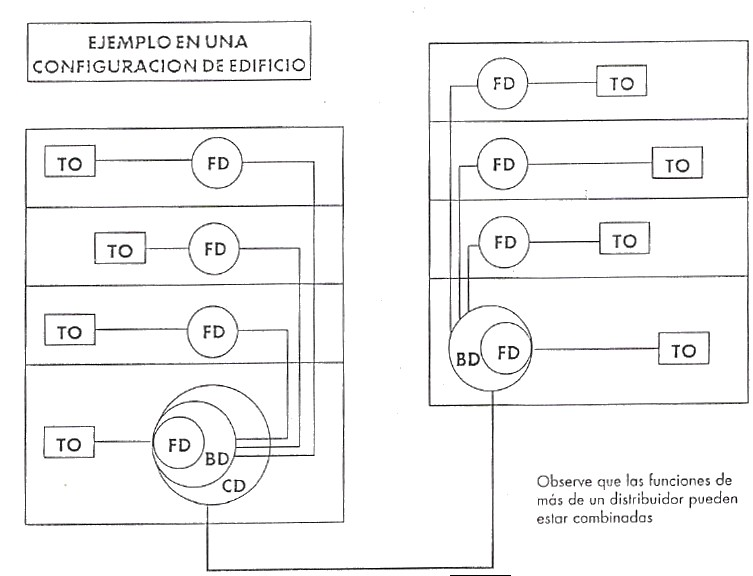 EJEMPLO EN UNA
CONFIGURACION DE EDIFICIO
TO FD
TO FD
TO FD
TO FD BD CD
FD TO
FD TO
FD TO
BD FD TO
Observe que las funciones de
más de un distribuidor pueden
estar combinadas